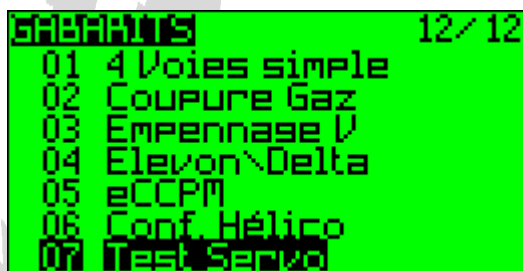 GABARITS 12/12
01 4 Voies simple
02 Coupure Gaz
03 Empennage V
04 Elevon\Delta
05 eCCPM
06 Conf. Hélico
07 Test Servo